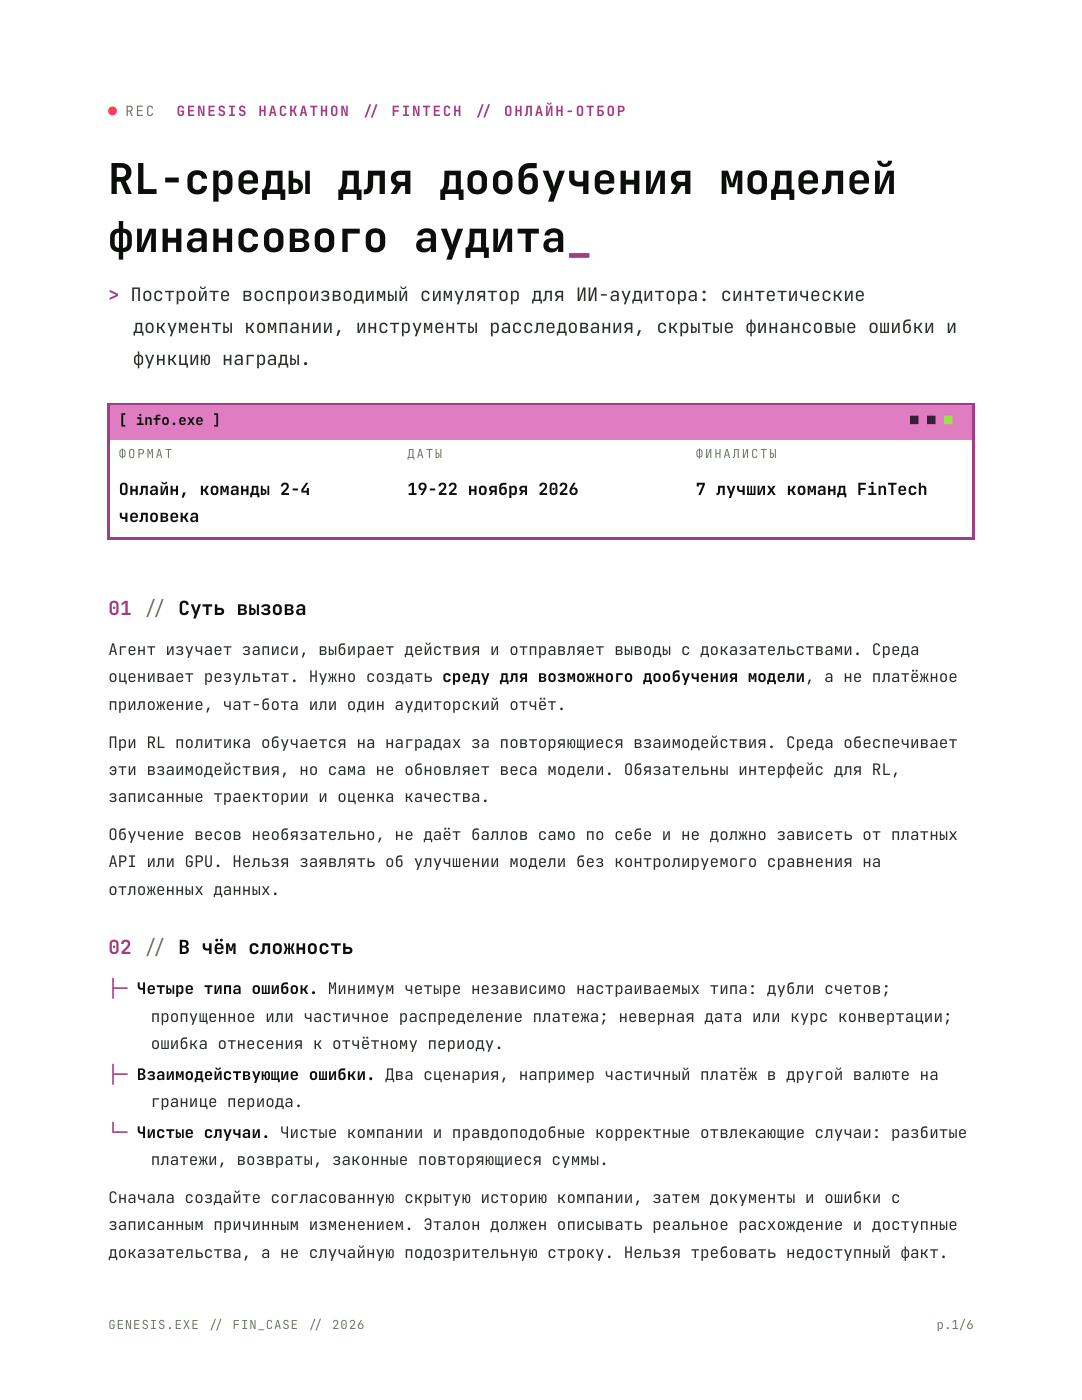 REC GENESIS HACKATHON // FINTECH // ОНЛАЙН-ОТБОР
RL-среды для дообучения моделей
финансового аудита_
> Постройте воспроизводимый симулятор для ИИ-аудитора: синтетические
документы компании, инструменты расследования, скрытые финансовые ошибки и
функцию награды.
[ info.exe ]
ФОРМАТ ДАТЫ ФИНАЛИСТЫ
Онлайн, команды 2-4 19-22 ноября 2026 7 лучших команд FinTech
человека
01 // Суть вызова
Агент изучает записи, выбирает действия и отправляет выводы с доказательствами. Среда
оценивает результат. Нужно создать среду для возможного дообучения модели, а не платёжное
приложение, чат-бота или один аудиторский отчёт.
При RL политика обучается на наградах за повторяющиеся взаимодействия. Среда обеспечивает
эти взаимодействия, но сама не обновляет веса модели. Обязательны интерфейс для RL,
записанные траектории и оценка качества.
Обучение весов необязательно, не даёт баллов само по себе и не должно зависеть от платных
API или GPU. Нельзя заявлять об улучшении модели без контролируемого сравнения на
отложенных данных.
02 // В чём сложность
├─ Четыре типа ошибок. Минимум четыре независимо настраиваемых типа: дубли счетов;
пропущенное или частичное распределение платежа; неверная дата или курс конвертации;
ошибка отнесения к отчётному периоду.
├─ Взаимодействующие ошибки. Два сценария, например частичный платёж в другой валюте на
границе периода.
└─ Чистые случаи. Чистые компании и правдоподобные корректные отвлекающие случаи: разбитые
платежи, возвраты, законные повторяющиеся суммы.
Сначала создайте согласованную скрытую историю компании, затем документы и ошибки с
записанным причинным изменением. Эталон должен описывать реальное расхождение и доступные
доказательства, а не случайную подозрительную строку. Нельзя требовать недоступный факт.
GENESIS.EXE // FIN_CASE // 2026 p.1/6